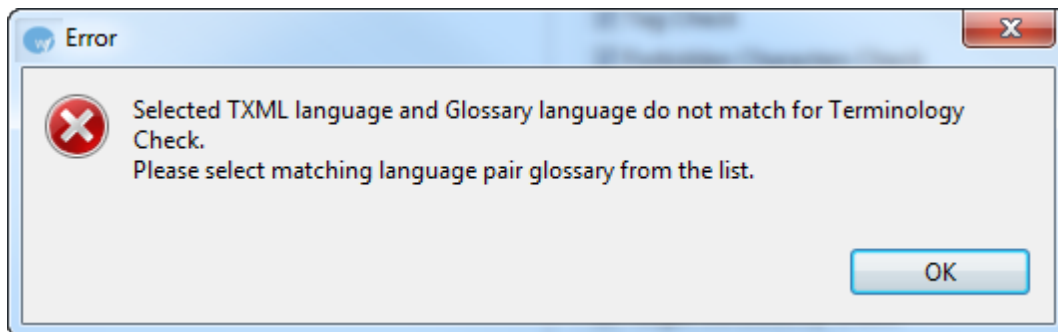 Error
Selected TXML language and Glossary language do not match for Terminology
Check.
Please select matching language pair glossary from the list.
OK